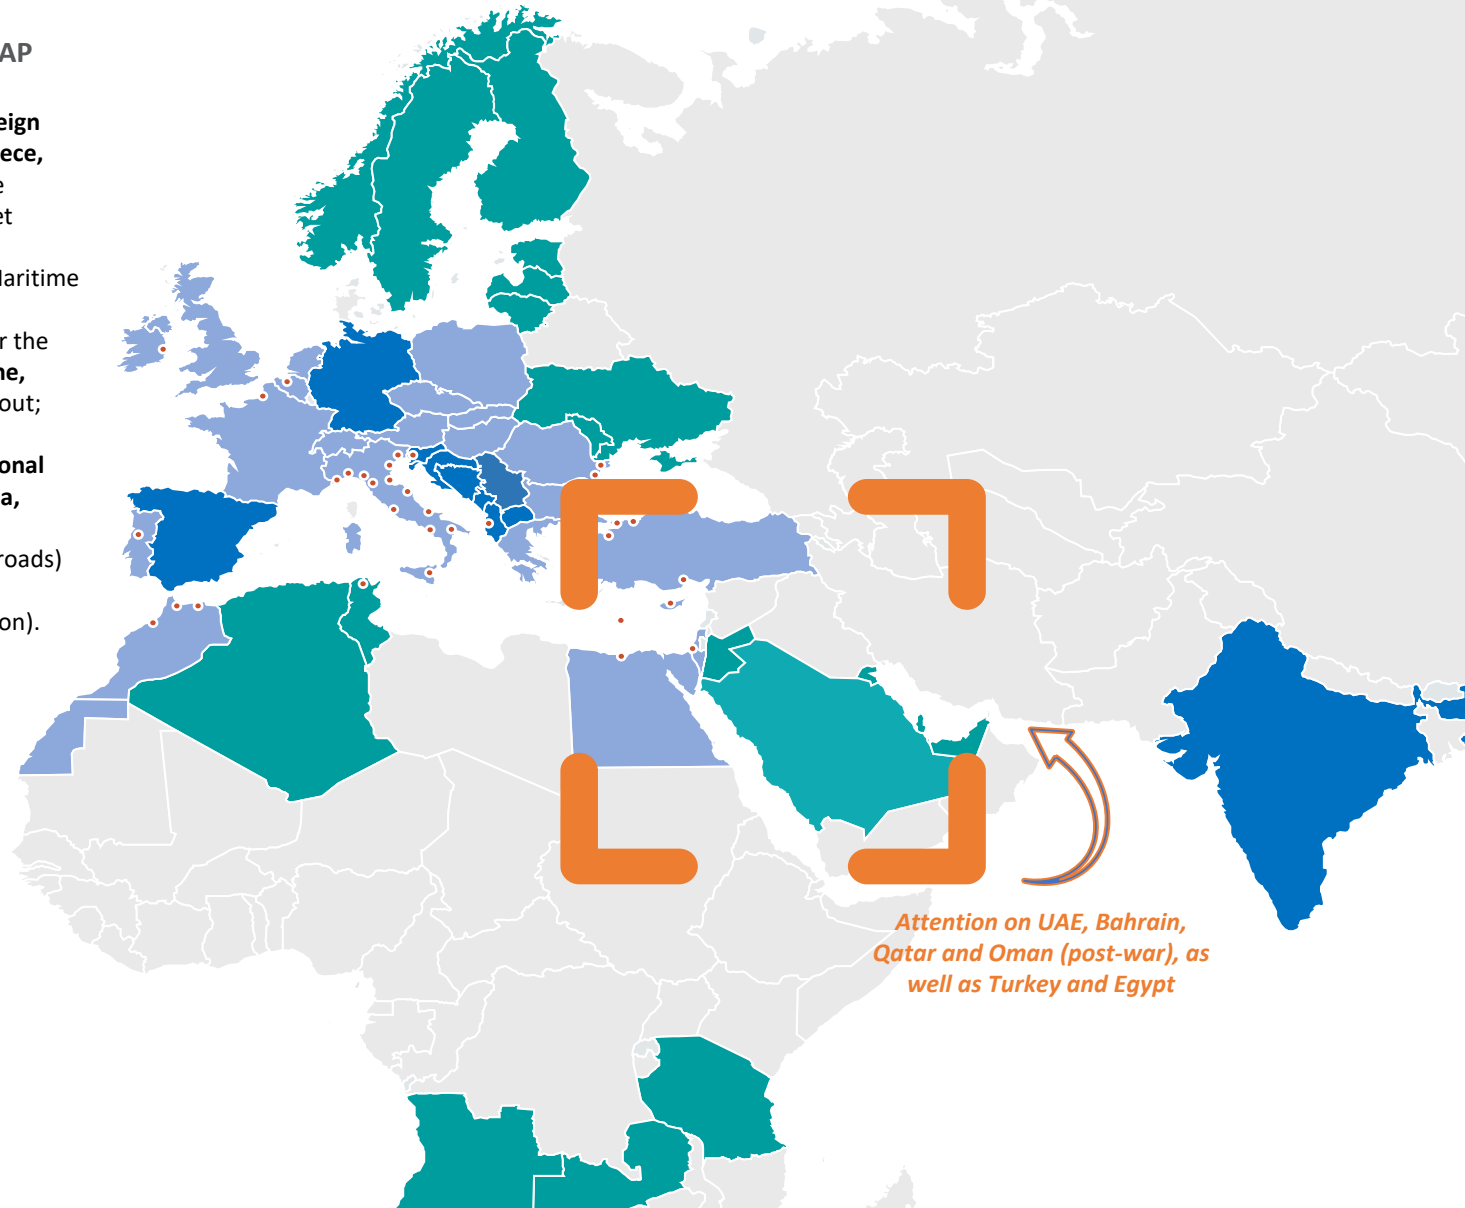 AP
eign
ece,
e
et
laritime
r the
ne,
out;
onal
a,
roads)
on).
Attention on UAE, Bahrain,
Qatar and Oman (post-war), as
well as Turkey and Egypt